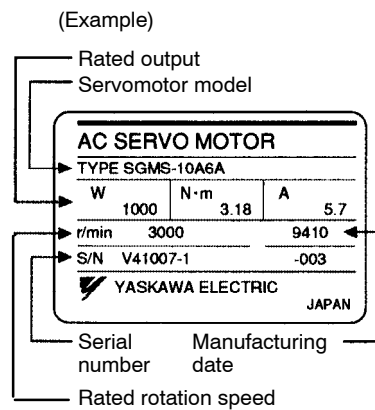 (Example)
Rated output
Servomotor model
AC SERVO MOTOR
TYPE SGMS-10A6A
W 1000 N·m 3.18 A 5.7
r/min 3000 9410
S/N V41007-1 -003
YASKAWA ELECTRIC
JAPAN
Serial number
Manufacturing date
Rated rotation speed